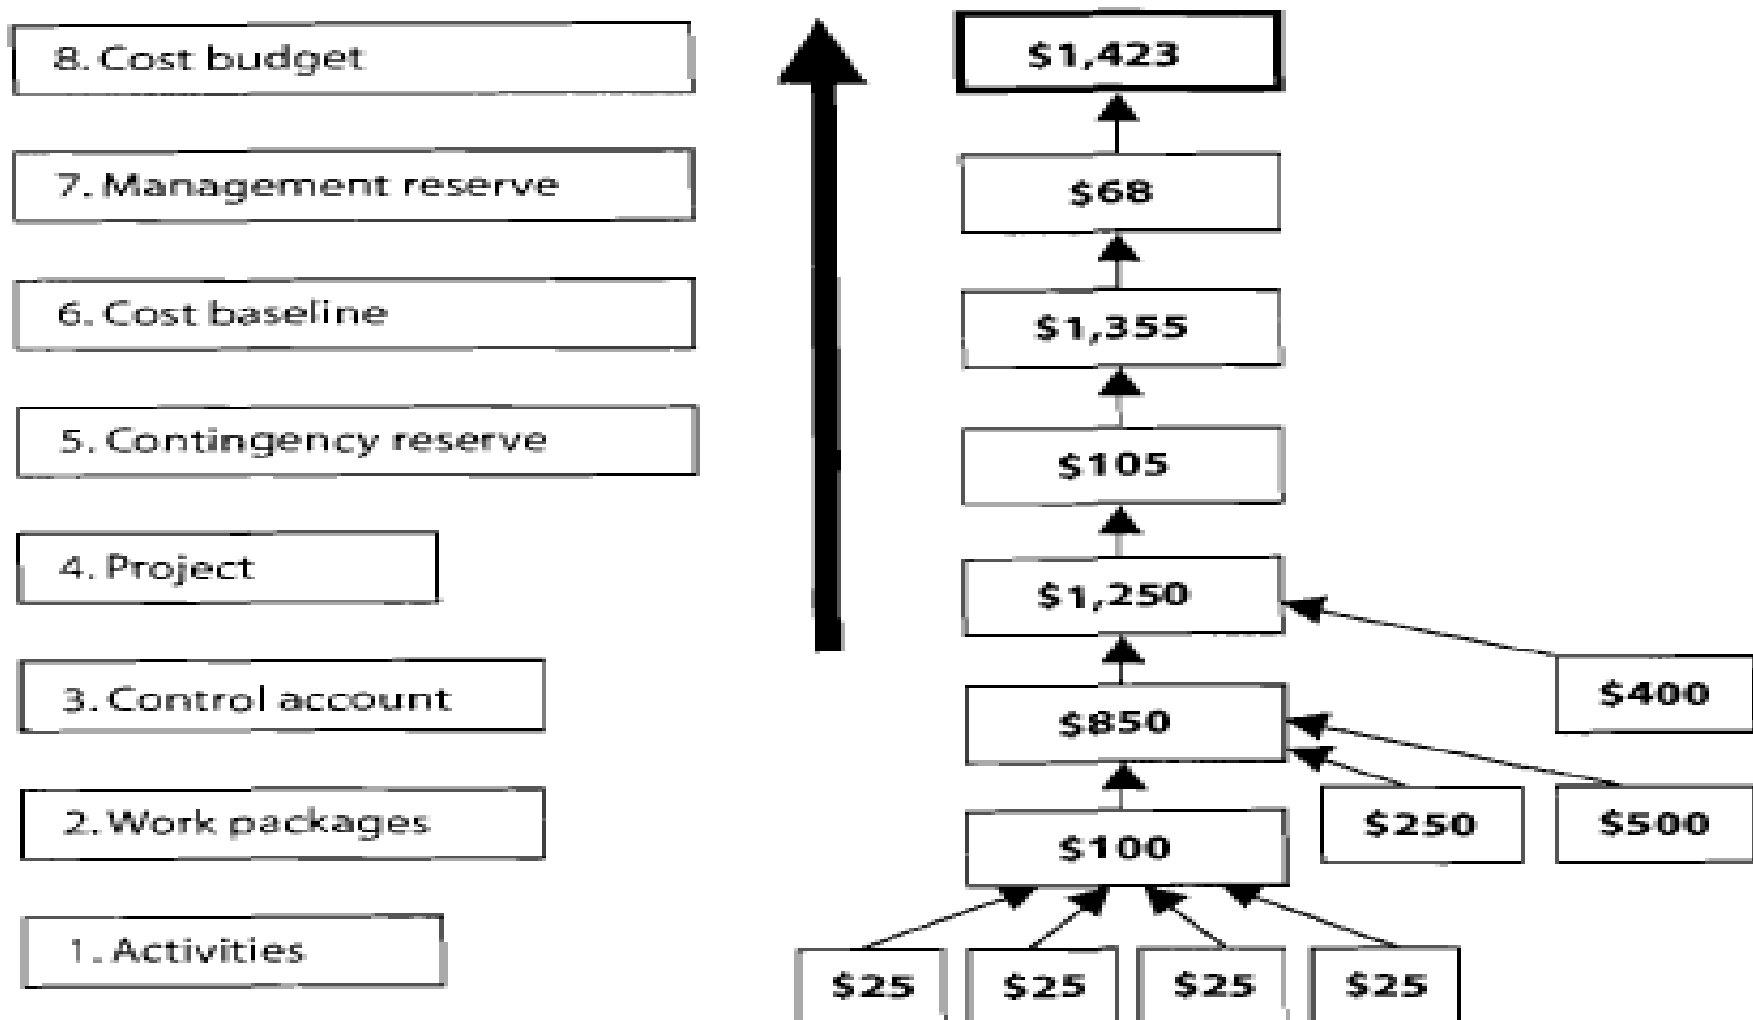 8. Cost budget
$1,423
7. Management reserve
$68
6. Cost baseline
$1,355
5. Contingency reserve
$105
4. Project
$1,250
$400
3. Control account
$850
2. Work packages
$100
$250
$500
1. Activities
$25
$25
$25
$25